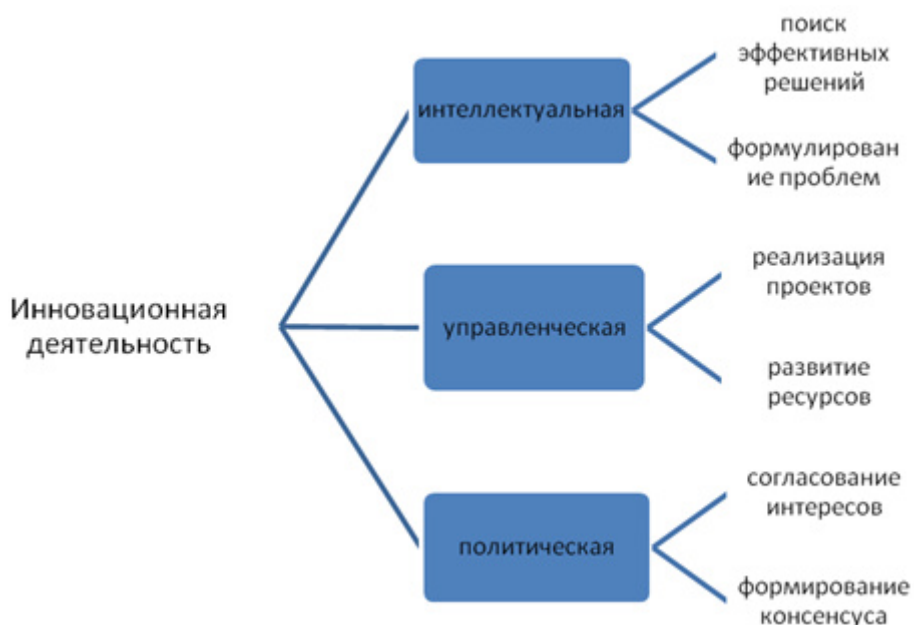 поиск
эффективных
решений
интеллектуальная
формулирован
ие проблем
реализация
проектов
Инновационная
деятельность
управленческая
развитие
ресурсов
согласование
интересов
политическая
формирование
консенсуса